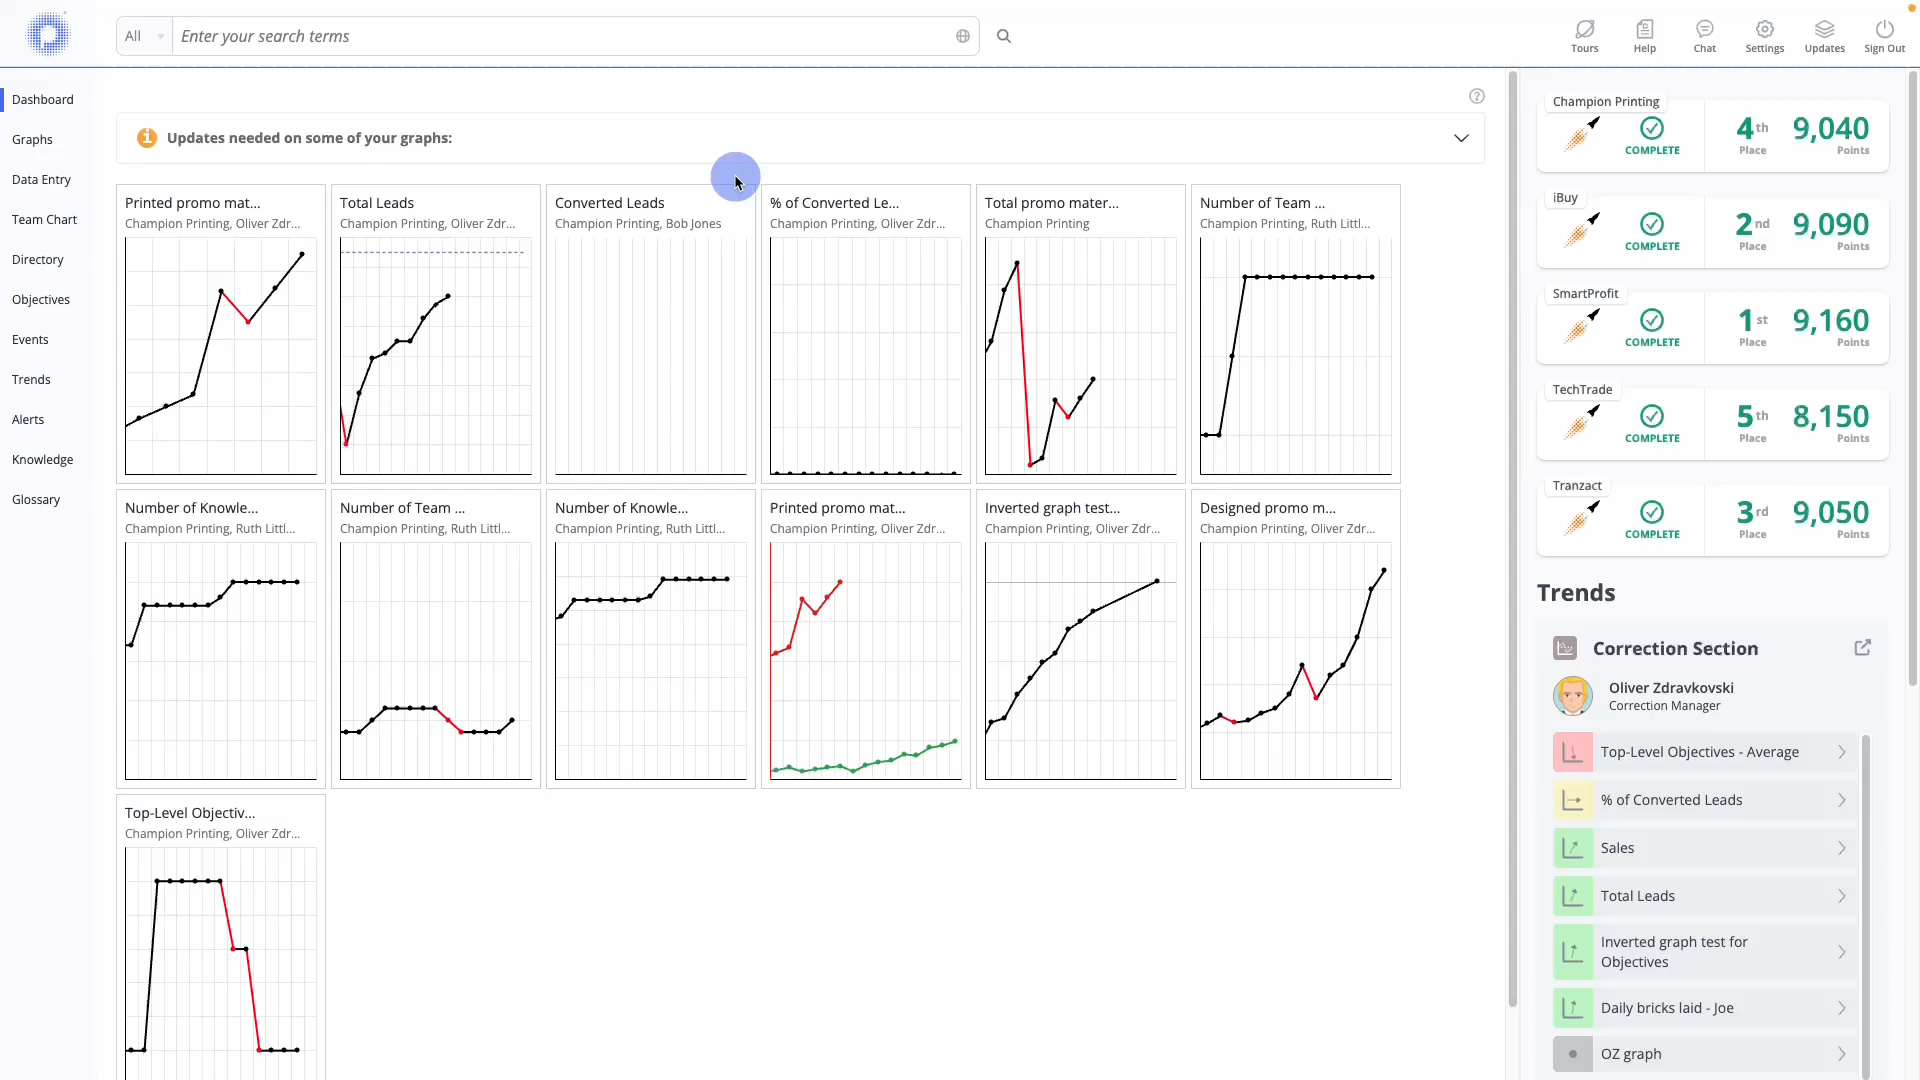 All
Enter your search terms
Tours
Help
Chat
Settings
Updates
Sign Out
Dashboard
Graphs
Data Entry
Team Chart
Directory
Objectives
Events
Trends
Alerts
Knowledge
Glossary
Updates needed on some of your graphs:
Printed promo mat...
Champion Printing, Oliver Zdr...
Total Leads
Champion Printing, Oliver Zdr...
Converted Leads
Champion Printing, Bob Jones
% of Converted Le...
Champion Printing, Oliver Zdr...
Total promo mater...
Champion Printing
Number of Team ...
Champion Printing, Ruth Littl...
Number of Knowle...
Champion Printing, Ruth Littl...
Number of Team ...
Champion Printing, Ruth Littl...
Number of Knowle...
Champion Printing, Ruth Littl...
Printed promo mat...
Champion Printing, Oliver Zdr...
Inverted graph test...
Champion Printing, Oliver Zdr...
Designed promo m...
Champion Printing, Oliver Zdr...
Top-Level Objectiv...
Champion Printing, Oliver Zdr...
Champion Printing
COMPLETE
4th
Place
9,040
Points
iBuy
COMPLETE
2nd
Place
9,090
Points
SmartProfit
COMPLETE
1st
Place
9,160
Points
TechTrade
COMPLETE
5th
Place
8,150
Points
Tranzact
COMPLETE
3rd
Place
9,050
Points
Trends
Correction Section
Oliver Zdravkovski
Correction Manager
Top-Level Objectives - Average
% of Converted Leads
Sales
Total Leads
Inverted graph test for
Objectives
Daily bricks laid - Joe
OZ graph